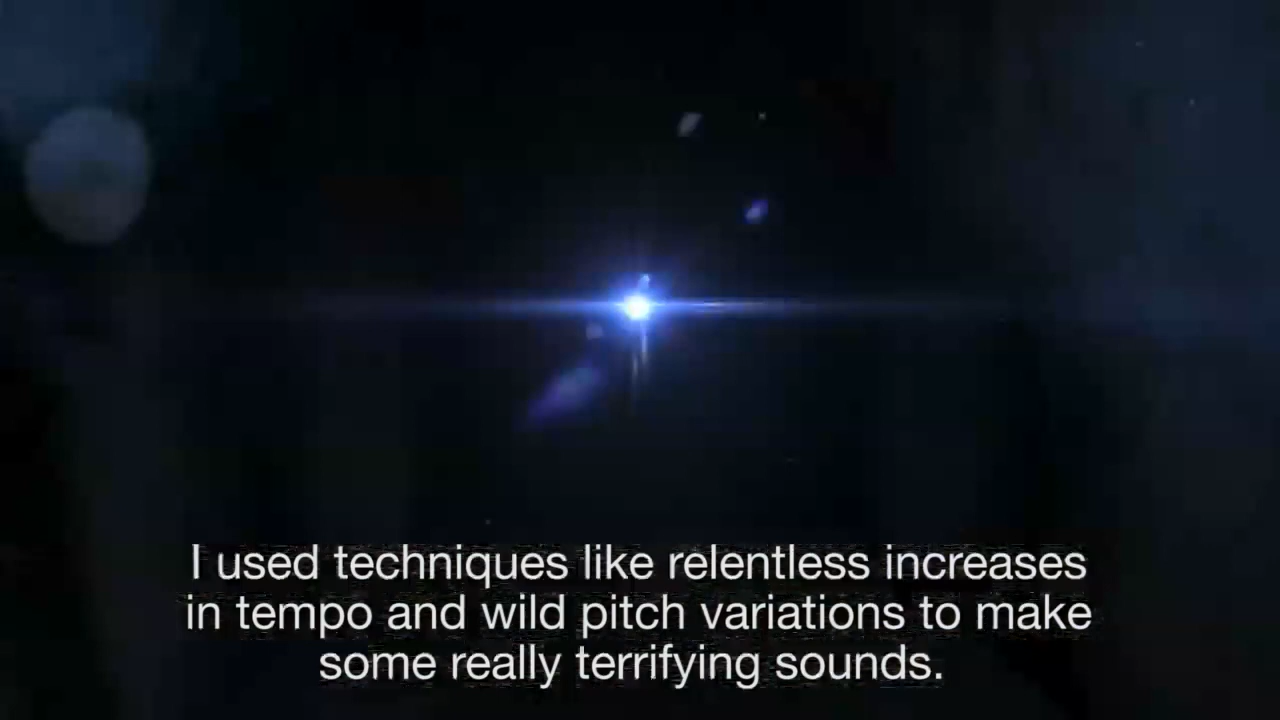 I used techniques like relentless increases
in tempo and wild pitch variations to make
some really terrifying sounds.